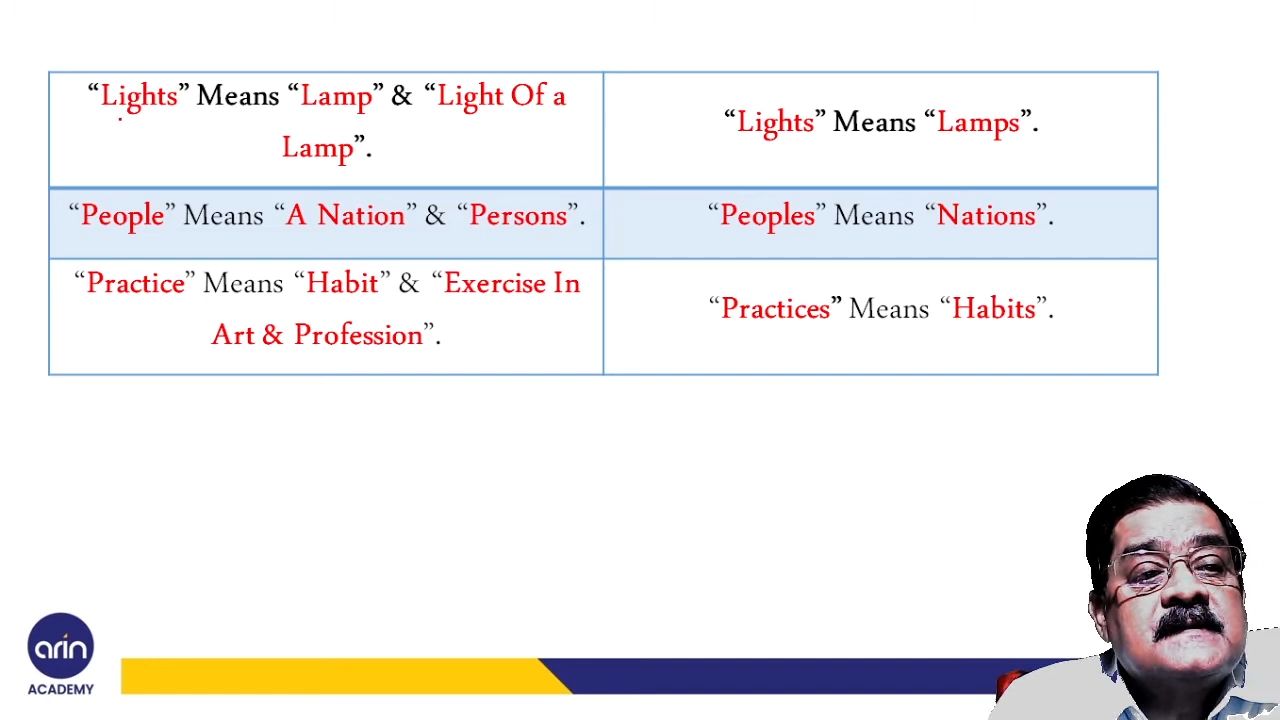 “Lights” Means “Lamp” & “Light Of a
Lamp”.
“Lights” Means “Lamps”.
“People” Means “A Nation” & “Persons”.
“Peoples” Means “Nations”.
“Practice” Means “Habit” & “Exercise In
Art & Profession”.
“Practices” Means “Habits”.
arin
ACADEMY